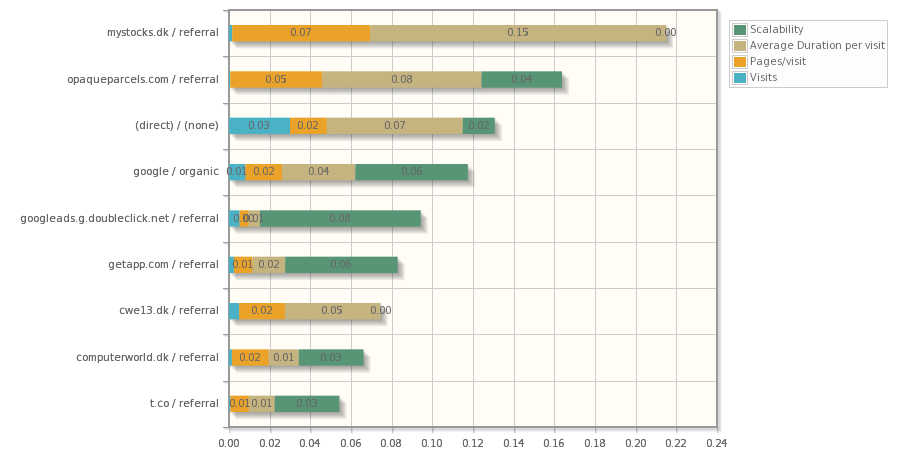 mystocks.dk / referral 0.07 0.15 0.00
opaqueparcels.com / referral 0.05 0.08 0.04
(direct) / (none) 0.03 0.02 0.07 0.02
google / organic 0.01 0.02 0.04 0.06
googleads.g.doubleclick.net / referral 0.00 0.01 0.08
getapp.com / referral 0.01 0.02 0.06
cwe13.dk / referral 0.02 0.05 0.00
computerworld.dk / referral 0.02 0.01 0.03
t.co / referral 0.01 0.01 0.03
0.00 0.02 0.04 0.06 0.08 0.10 0.12 0.14 0.16 0.18 0.20 0.22 0.24
Scalability
Average Duration per visit
Pages/visit
Visits